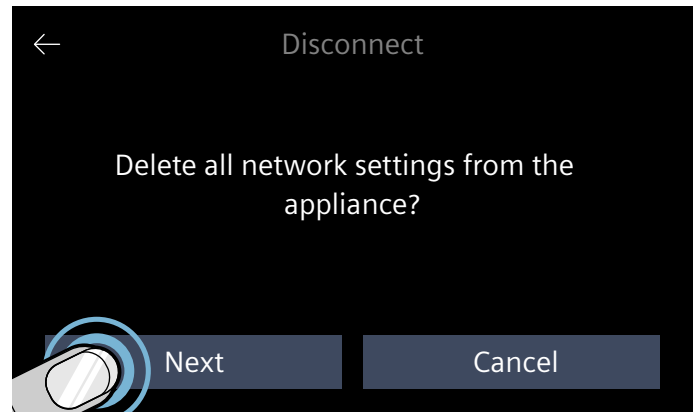 Disconnect
Delete all network settings from the
appliance?
Next
Cancel